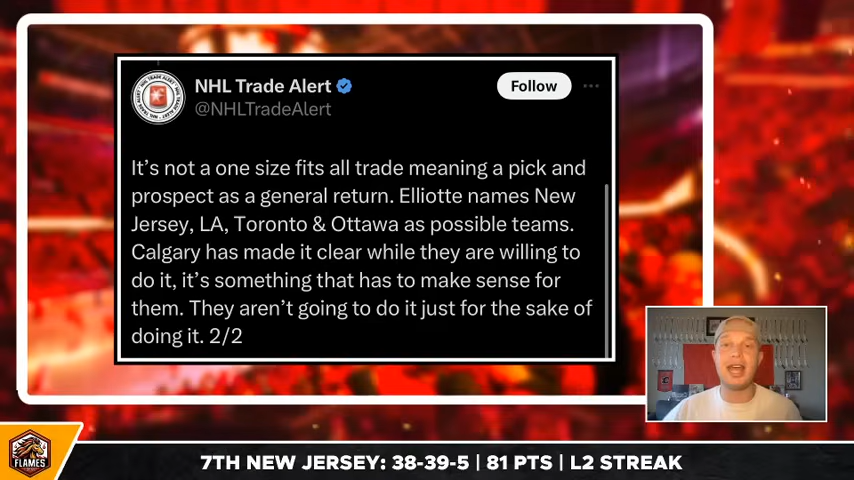 NHL Trade Alert
@NHLTradeAlert
Follow
It's not a one size fits all trade meaning a pick and
prospect as a general return. Elliotte names New
Jersey, LA, Toronto & Ottawa as possible teams.
Calgary has made it clear while they are willing to
do it, it's something that has to make sense for
them. They aren't going to do it just for the sake of
doing it. 2/2
FLAMES
7TH NEW JERSEY: 38-39-5 | 81 PTS | L2 STREAK